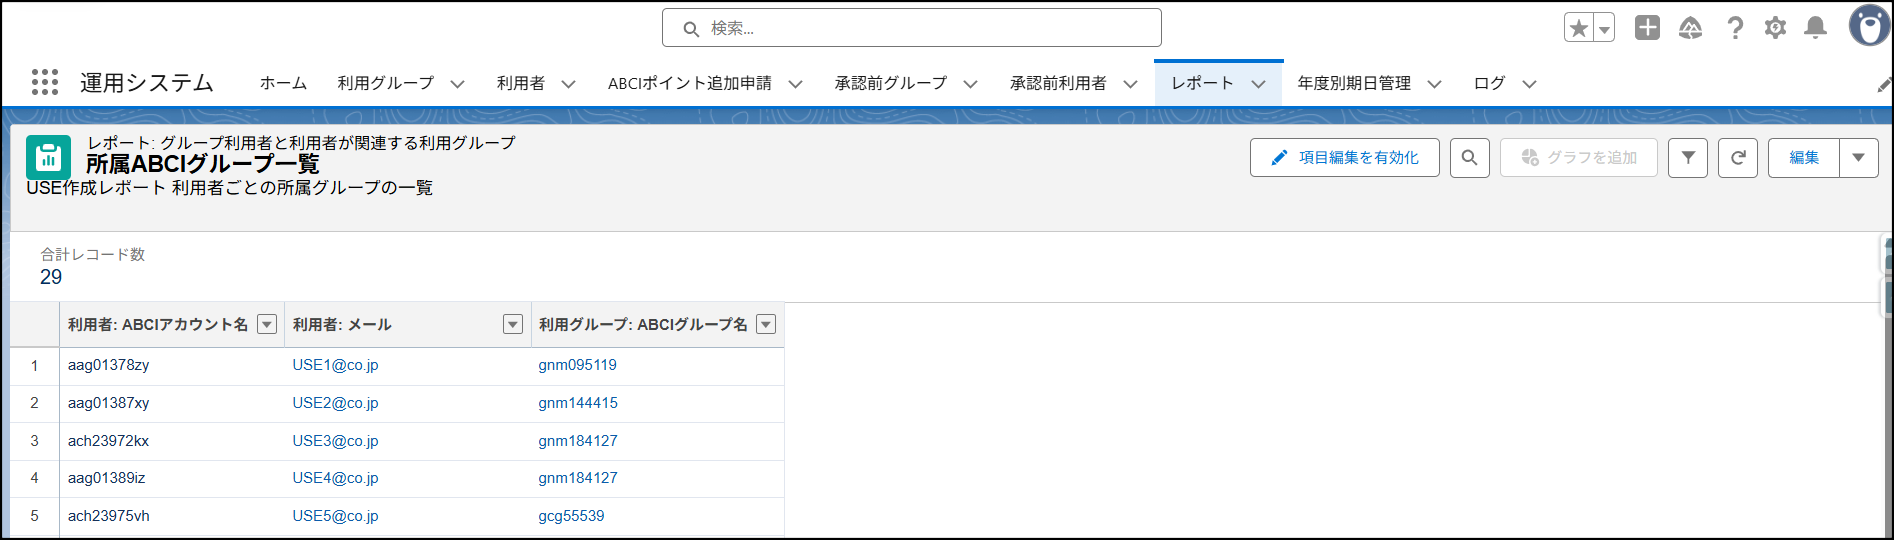 検索...
運用システム ホーム 利用グループ 利用者 ABCIポイント追加申請 承認前グループ 承認前利用者 レポート 年度別期日管理 ログ
レポート: グループ利用者と利用者が関連する利用グループ
所属ABCIグループ一覧
USE作成レポート 利用者ごとの所属グループの一覧
項目編集を有効化 グラフを追加 編集
合計レコード数
29
利用者: ABCIアカウント名 利用者: メール 利用グループ: ABCIグループ名
1 aag01378zy USE1@co.jp gnm095119
2 aag01387xy USE2@co.jp gnm144415
3 ach23972kx USE3@co.jp gnm184127
4 aag01389iz USE4@co.jp gnm184127
5 ach23975vh USE5@co.jp gcg55539